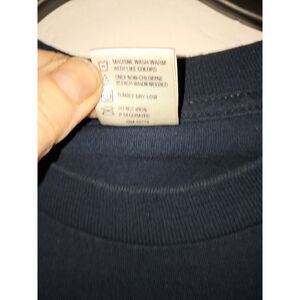 MACHINE WASH WARM
WITH LIKE COLORS
ONLY NON-CHLORINE
BLEACH WHEN NEEDED
TUMBLE DRY LOW
DO NOT IRON
IF DECORATED